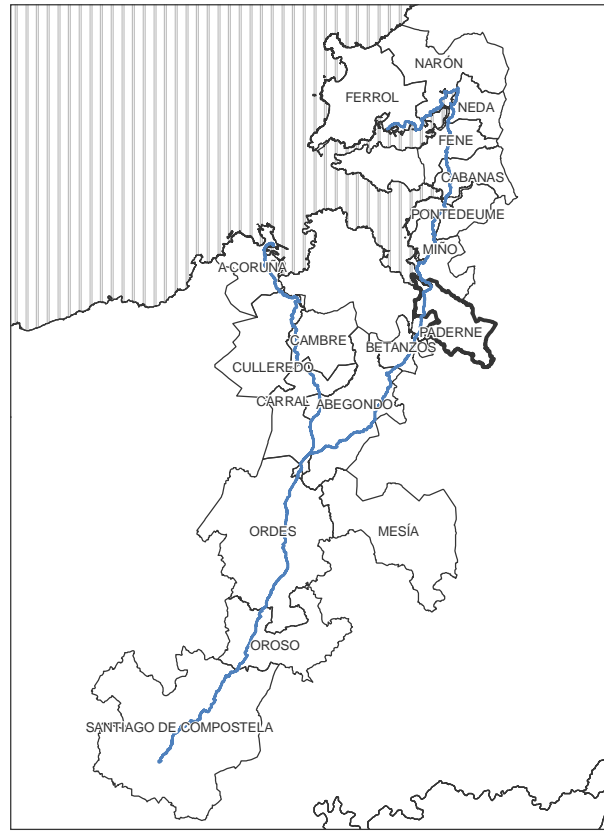 NARÓN
FERROL
NEDA
FENE
CABANAS
PONTEDEUME
MIÑO
A CORUÑA
PADERNE
CAMBRE
BETANZOS
CULLEREDO
CARRAL
ABEGONDO
ORDES
MESÍA
OROSO
SANTIAGO DE COMPOSTELA